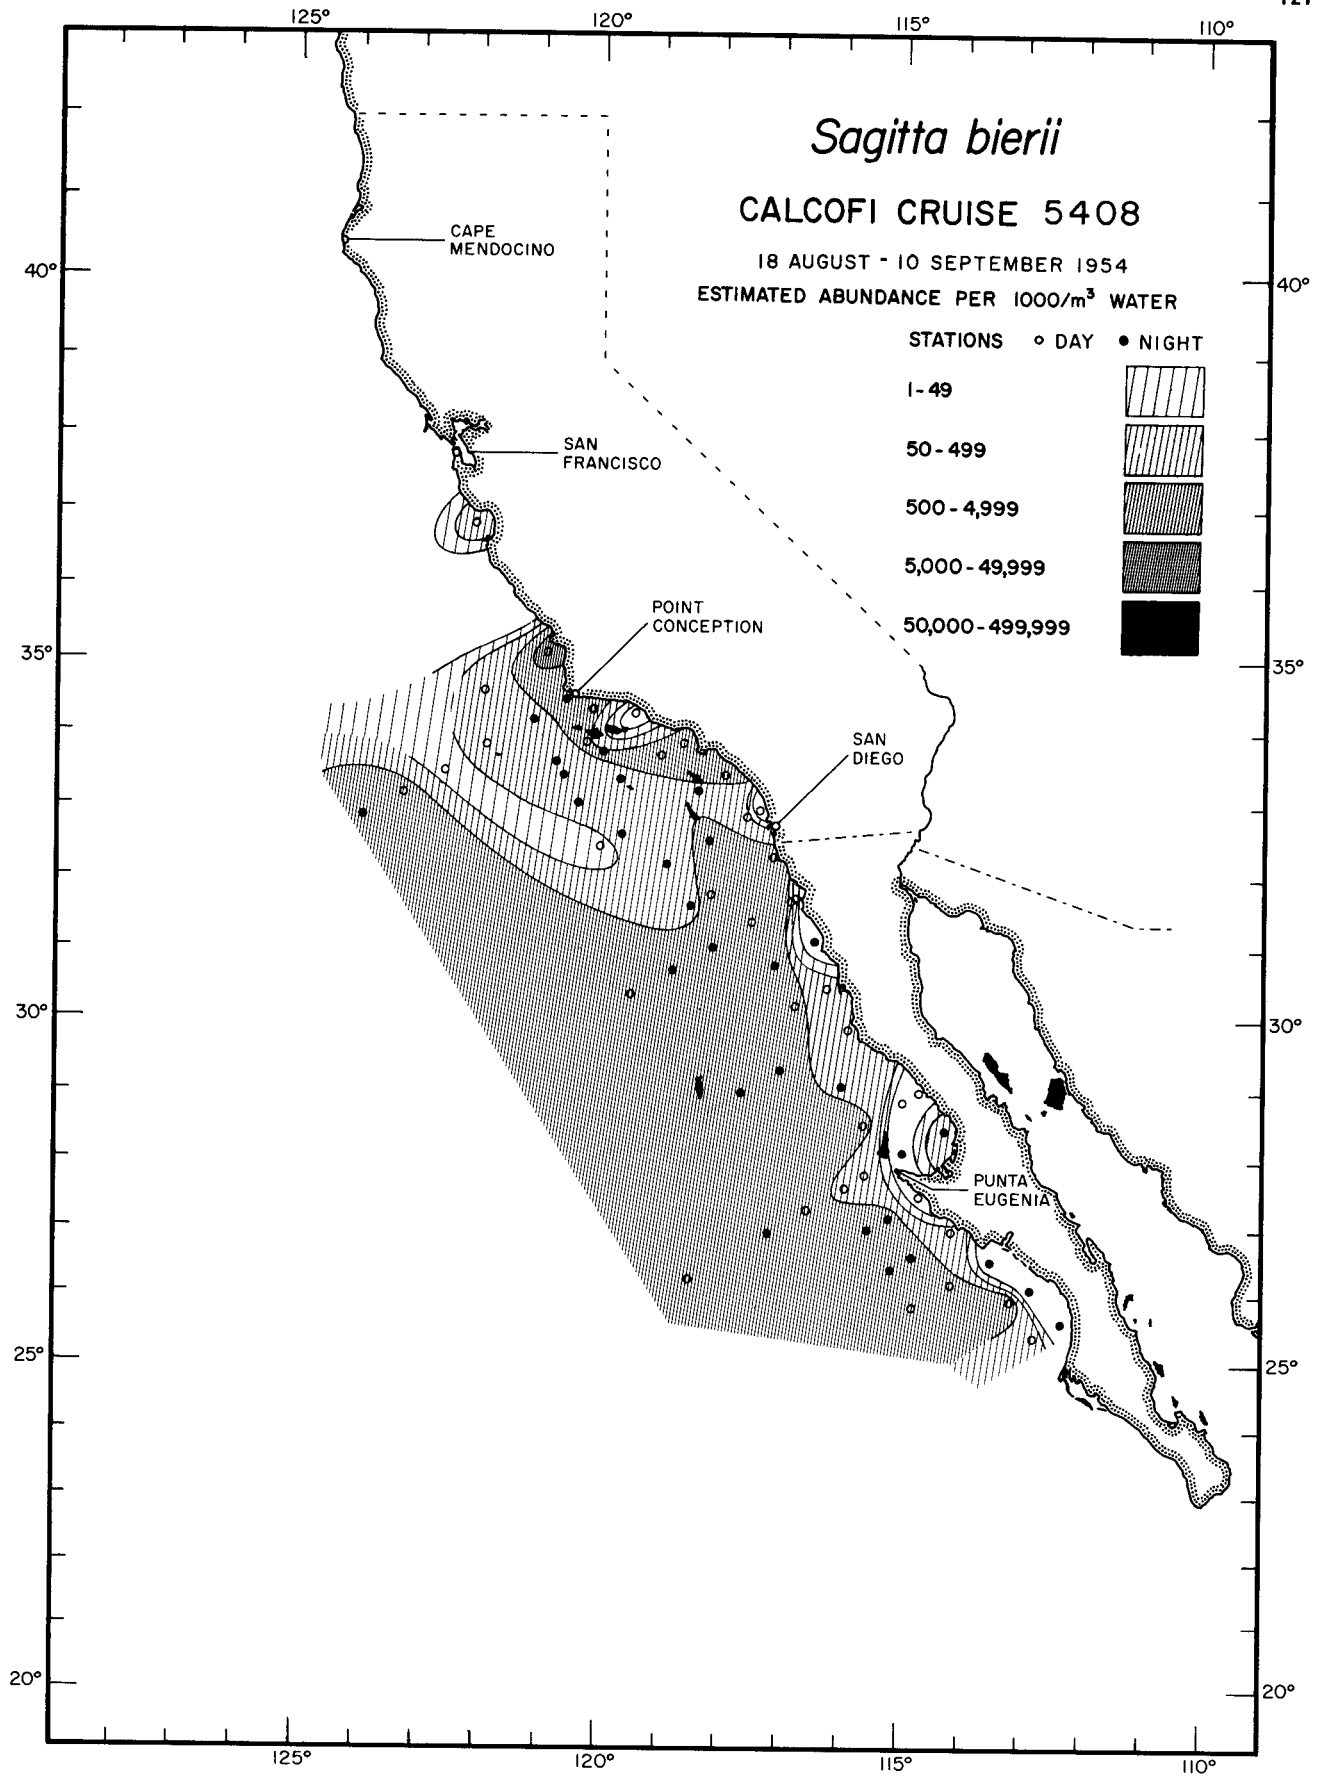 127
125° 120° 115° 110°
Sagitta bierii
CALCOFI CRUISE 5408
18 AUGUST - 10 SEPTEMBER 1954
ESTIMATED ABUNDANCE PER 1000/m³ WATER
STATIONS ○ DAY ● NIGHT
1-49
50-499
500-4,999
5,000-49,999
50,000-499,999
CAPE
MENDOCINO
40° 40°
SAN
FRANCISCO
POINT
CONCEPTION
35° 35°
SAN
DIEGO
30° 30°
PUNTA
EUGENIA
25° 25°
20° 20°
125° 120° 115° 110°